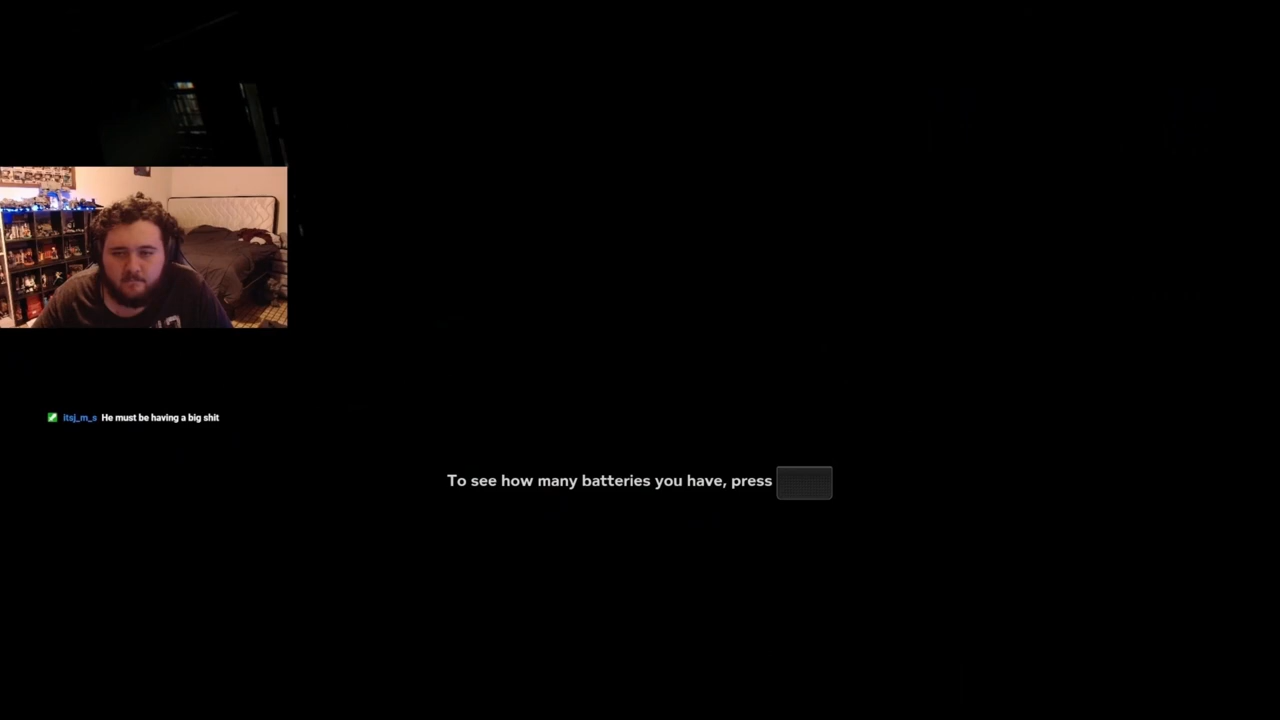 itsj_m_s He must be having a big shit
To see how many batteries you have, press